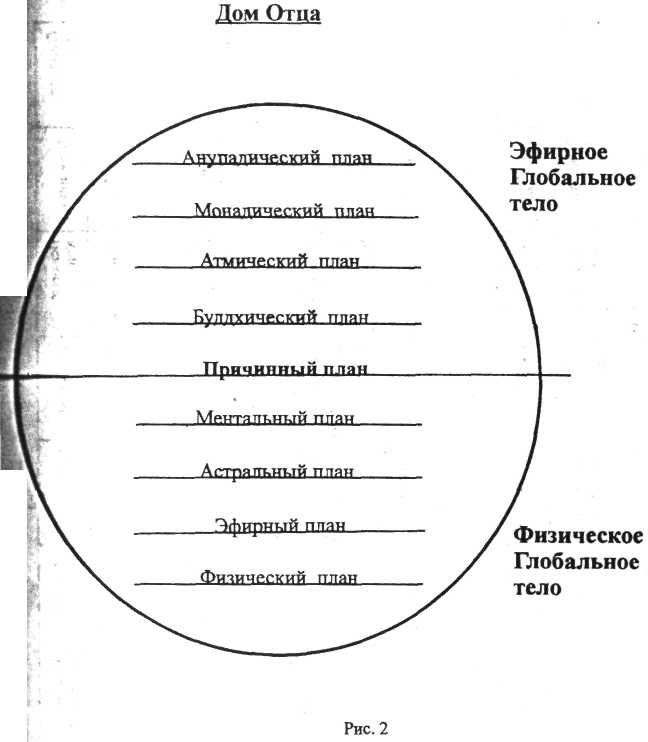 Дом Отца
Анупадический план
Эфирное
Глобальное
тело
Монадический план
Атмический план
Буддхический план
Причинный план
Ментальный план
Астральный план
Эфирный план
Физический план
Физическое
Глобальное
тело
Рис. 2